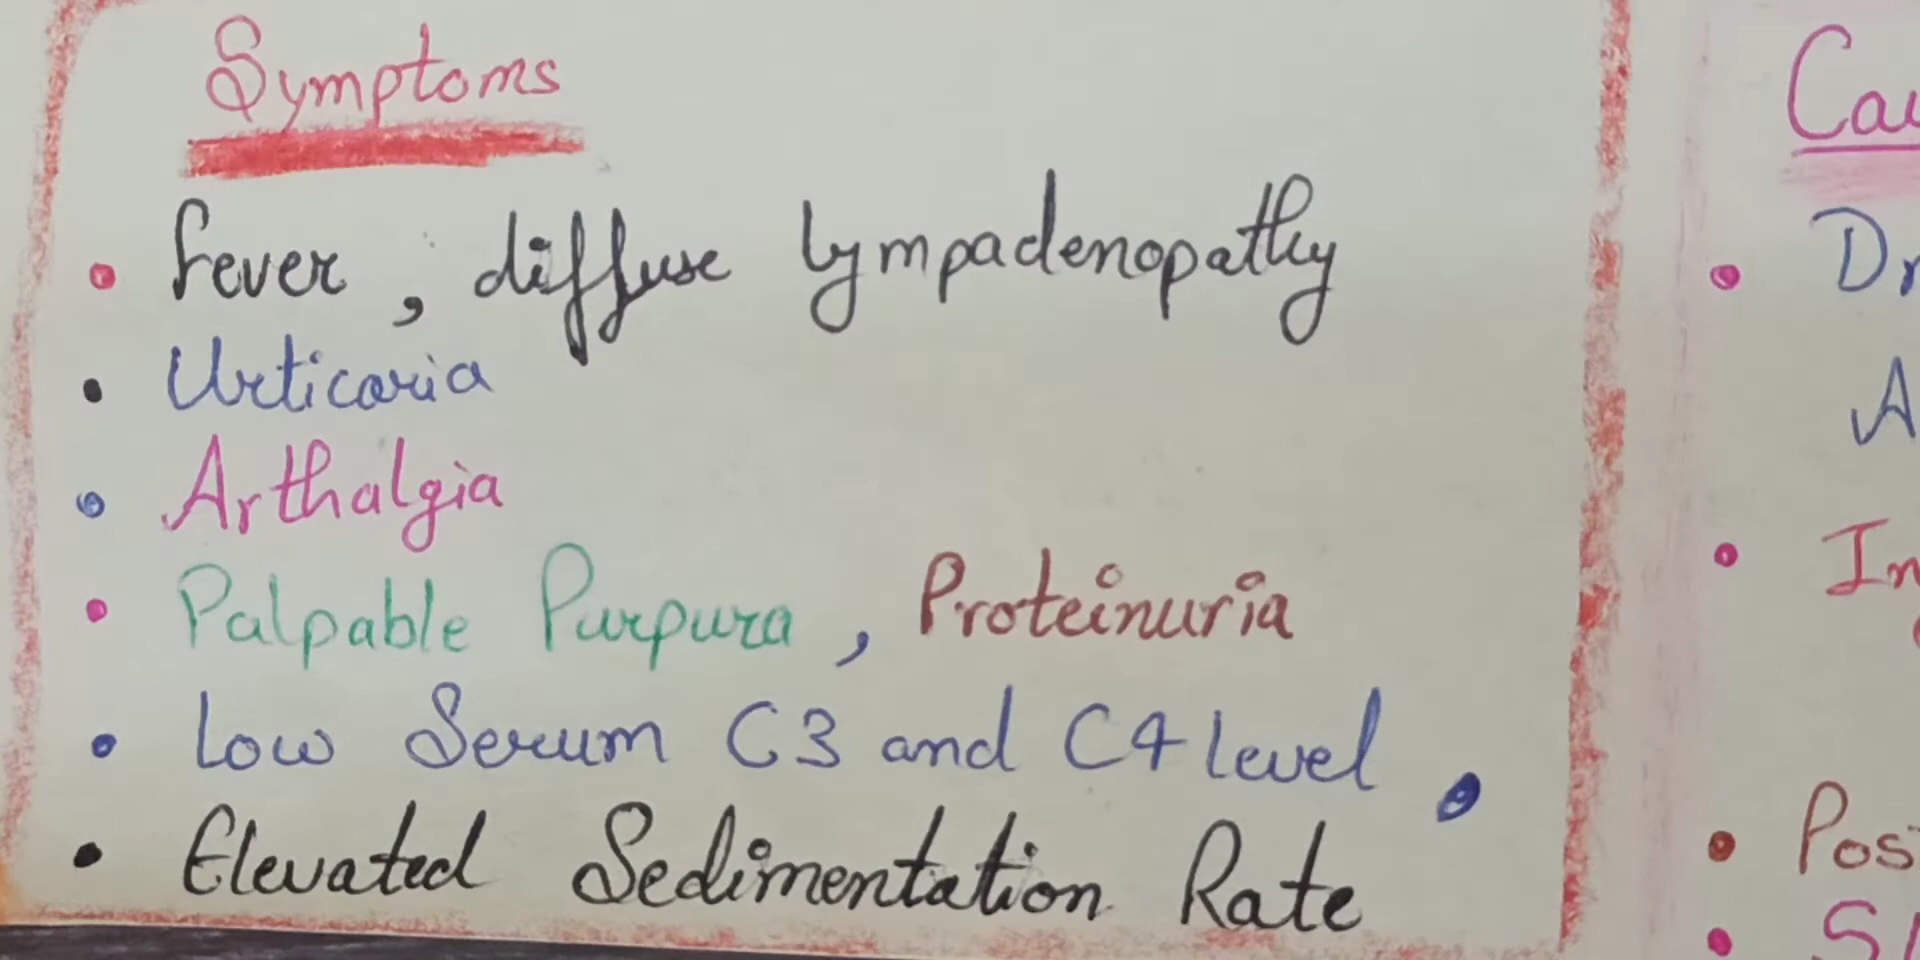 Symptoms
• Fever, diffuse lympadenopathy
• Urticaria
• Arthalgia
• Palpable Purpura, Proteinuria
• Low Serum C3 and C4 level.
• Elevated Sedimentation Rate